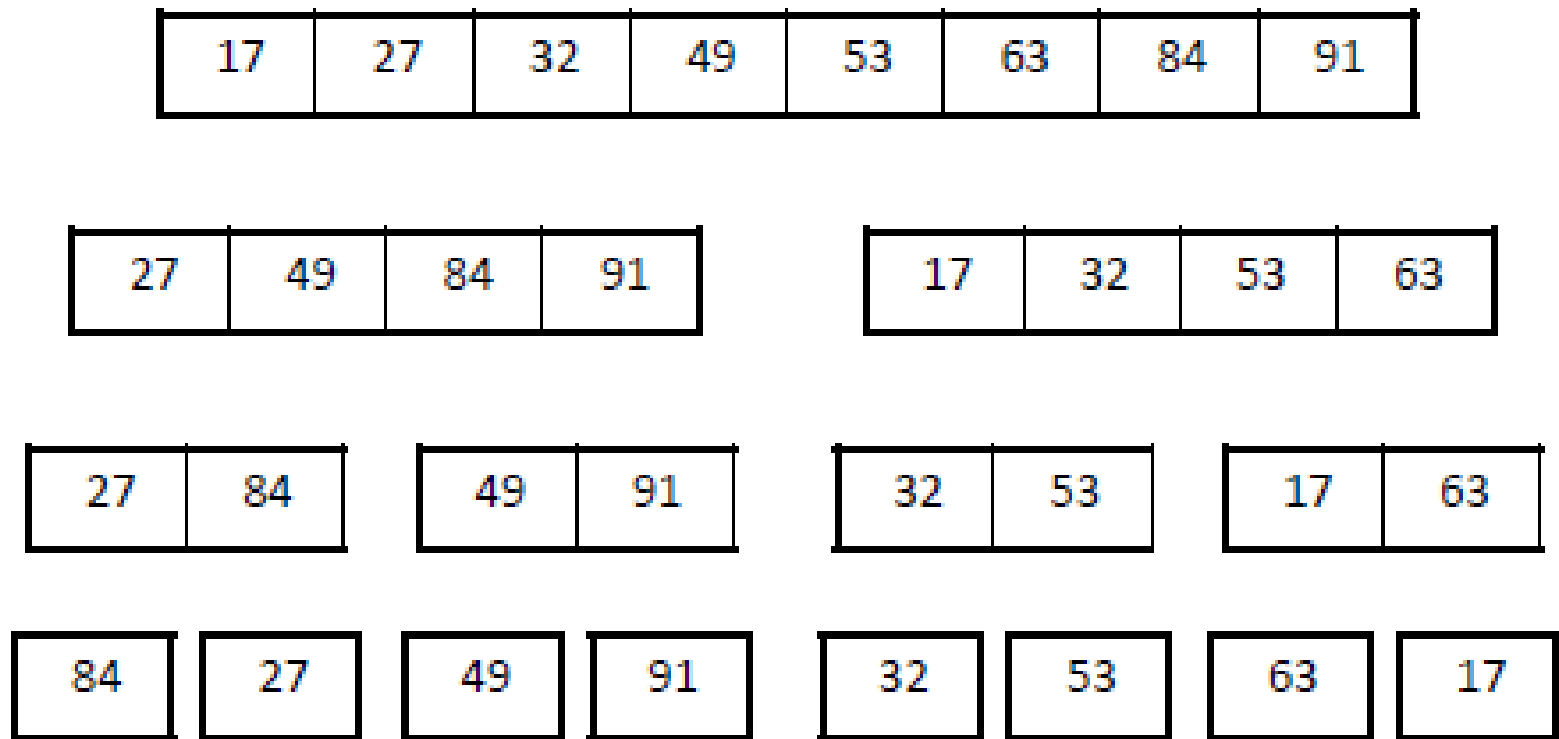 17 27 32 49 53 63 84 91
27 49 84 91 17 32 53 63
27 84 49 91 32 53 17 63
84 27 49 91 32 53 63 17